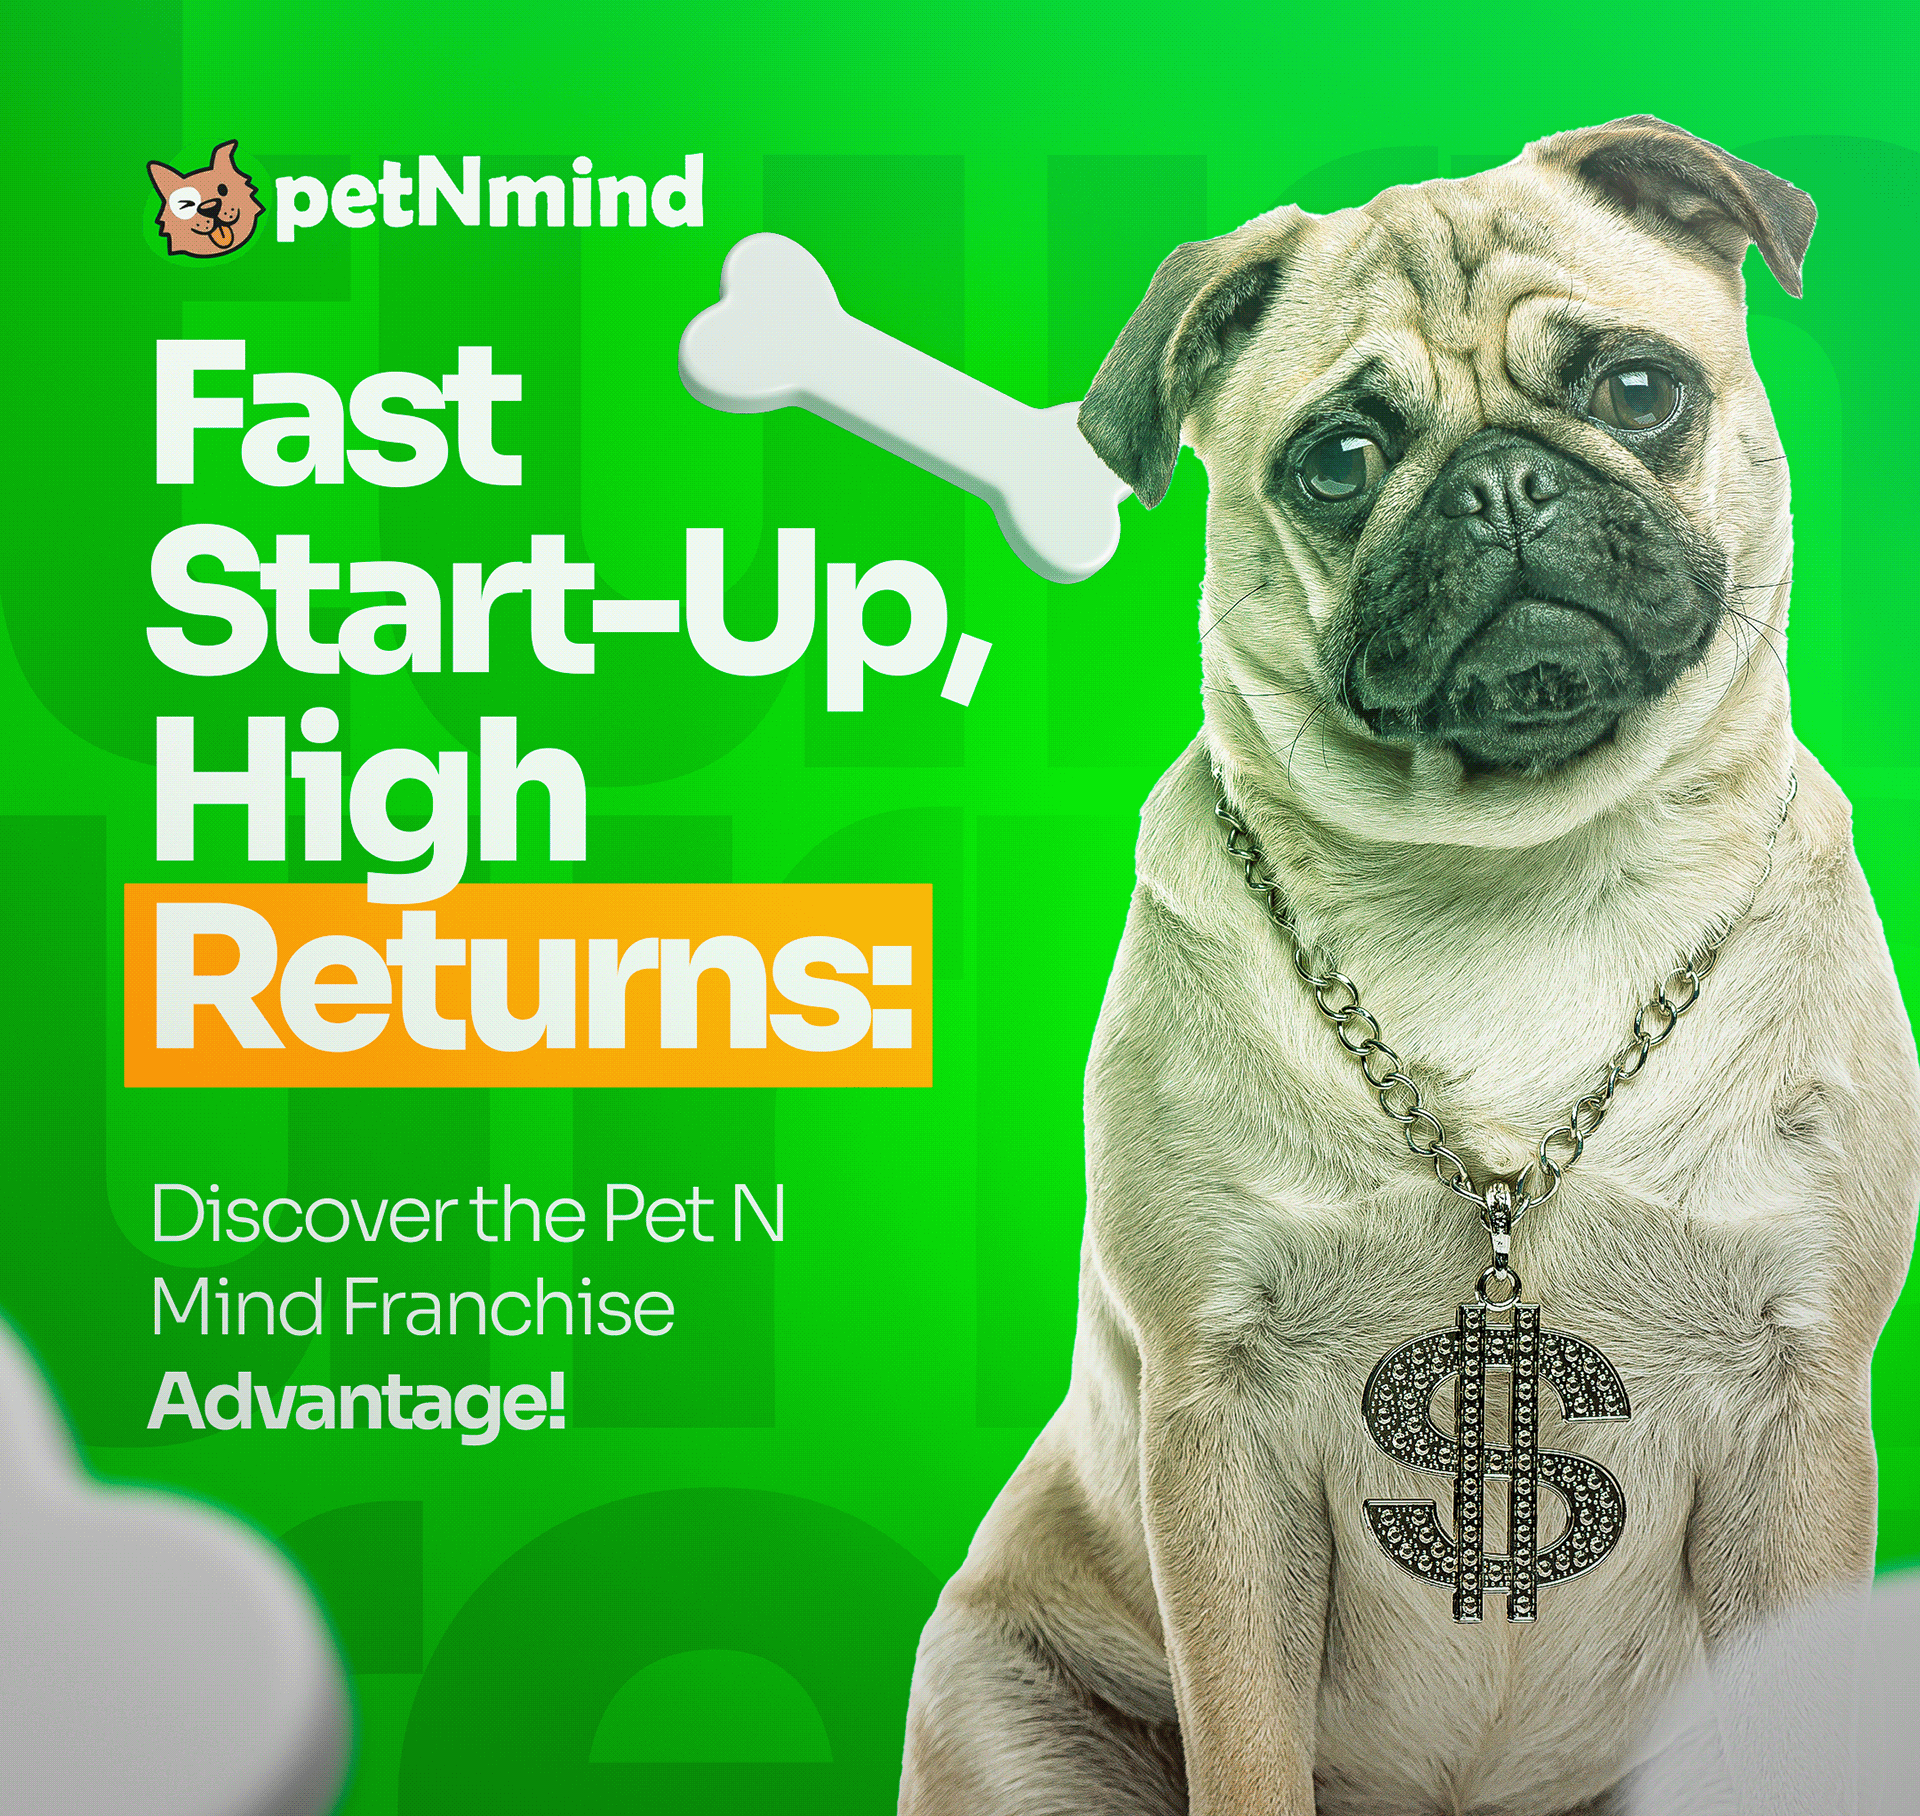 petNmind
Fast
Start-Up,
High
Returns:
Discover the Pet N
Mind Franchise
Advantage!